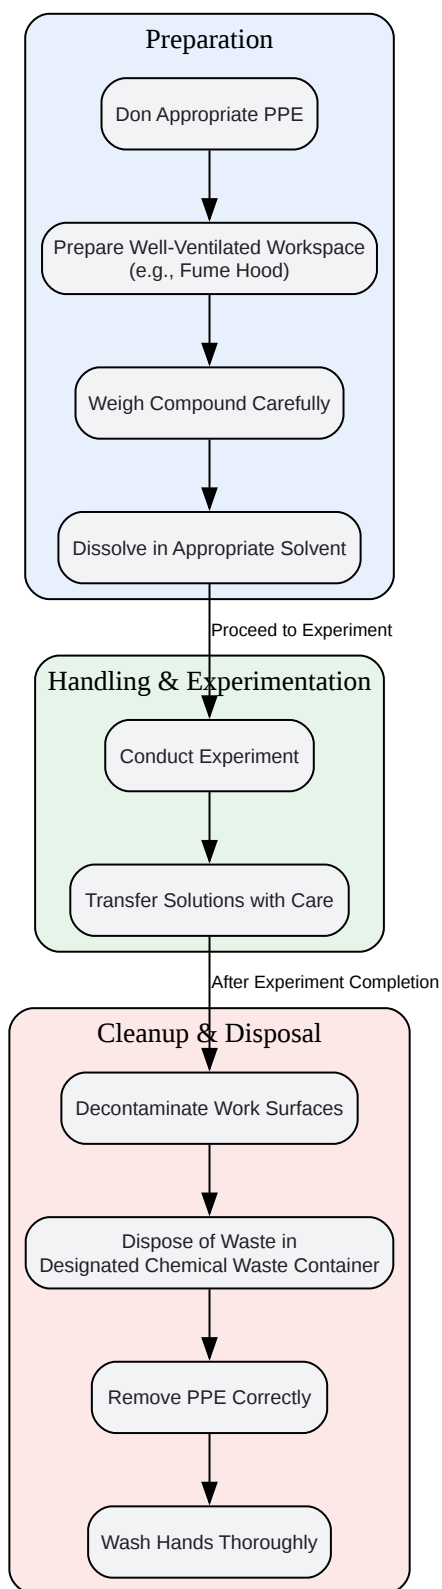 Preparation
Don Appropriate PPE
Prepare Well-Ventilated Workspace
(e.g., Fume Hood)
Weigh Compound Carefully
Dissolve in Appropriate Solvent
Proceed to Experiment
Handling & Experimentation
Conduct Experiment
Transfer Solutions with Care
After Experiment Completion
Cleanup & Disposal
Decontaminate Work Surfaces
Dispose of Waste in
Designated Chemical Waste Container
Remove PPE Correctly
Wash Hands Thoroughly